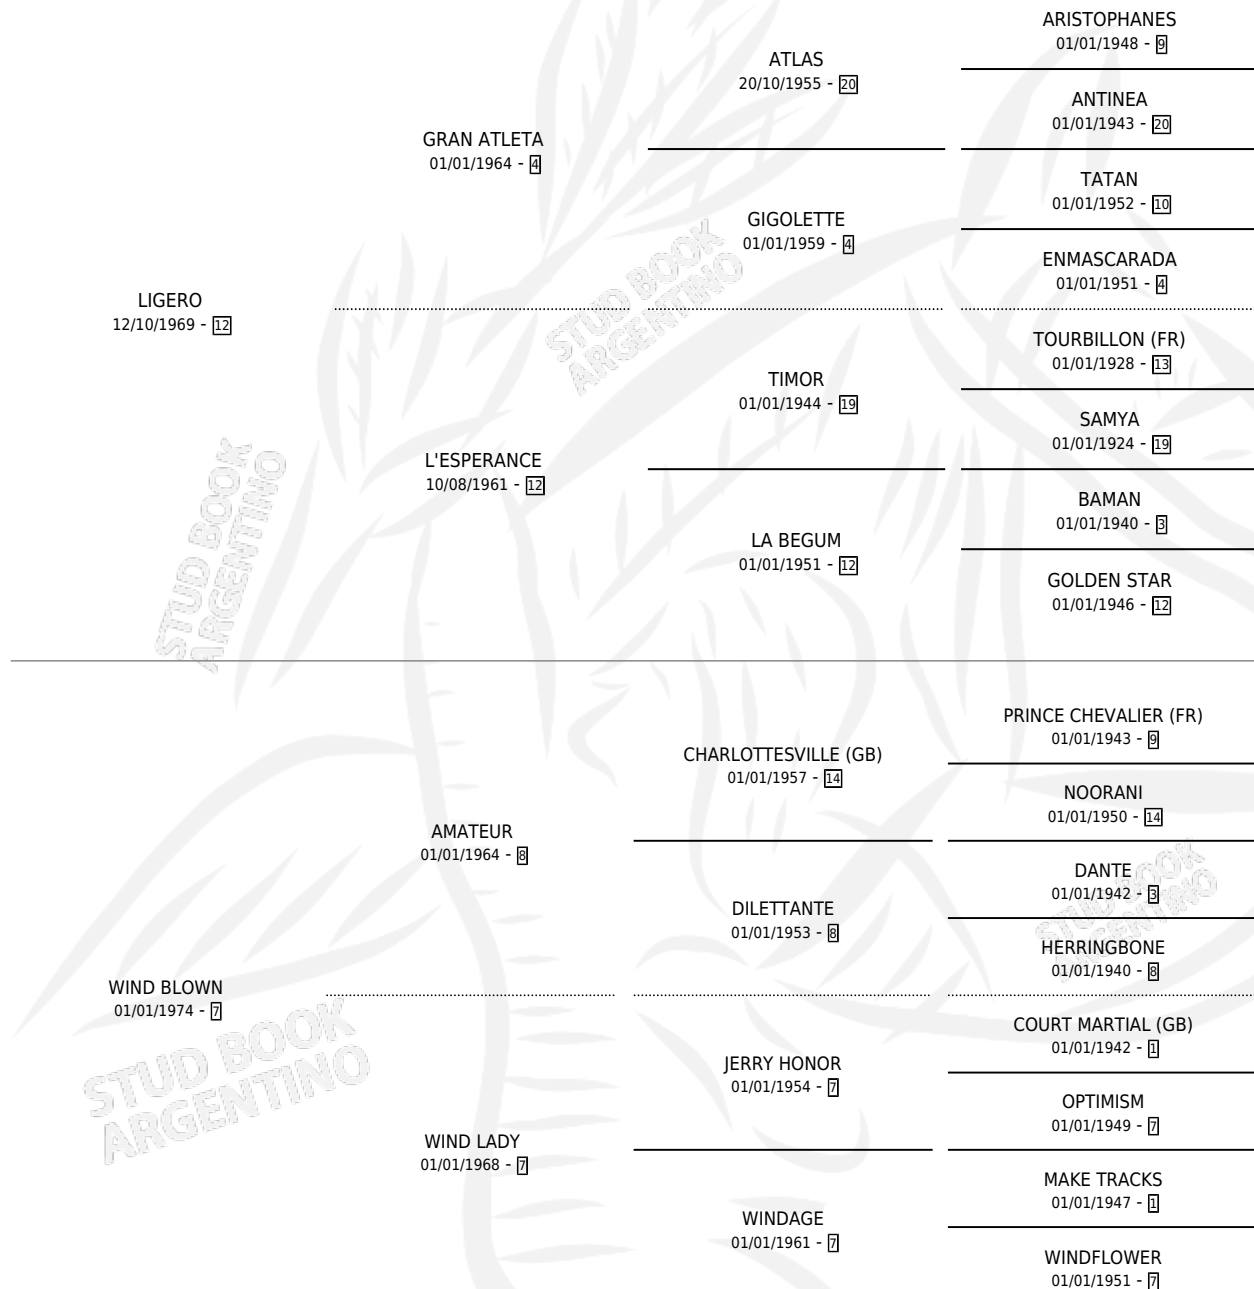 ARISTOPHANES
01/01/1948 - 9
ATLAS
20/10/1955 - 20
ANTINEA
01/01/1943 - 20
GRAN ATLETA
01/01/1964 - 4
TATAN
01/01/1952 - 10
GIGOLETTE
01/01/1959 - 4
ENMASCARADA
01/01/1951 - 4
LIGERO
12/10/1969 - 12
TOURBILLON (FR)
01/01/1928 - 13
TIMOR
01/01/1944 - 19
SAMYA
01/01/1924 - 19
L'ESPERANCE
10/08/1961 - 12
BAMAN
01/01/1940 - 3
LA BEGUM
01/01/1951 - 12
GOLDEN STAR
01/01/1946 - 12
PRINCE CHEVALIER (FR)
01/01/1943 - 9
CHARLOTTESVILLE (GB)
01/01/1957 - 14
NOORANI
01/01/1950 - 14
AMATEUR
01/01/1964 - 8
DANTE
01/01/1942 - 3
DILETTANTE
01/01/1953 - 8
HERRINGBONE
01/01/1940 - 8
WIND BLOWN
01/01/1974 - 7
COURT MARTIAL (GB)
01/01/1942 - 1
JERRY HONOR
01/01/1954 - 7
OPTIMISM
01/01/1949 - 7
WIND LADY
01/01/1968 - 7
MAKE TRACKS
01/01/1947 - 1
WINDAGE
01/01/1961 - 7
WINDFLOWER
01/01/1951 - 7
STUD BOOK
ARGENTINO
STUD BOOK
ARGENTINO
STUD BOOK
ARGENTINO
STUD BOOK
ARGENTINO